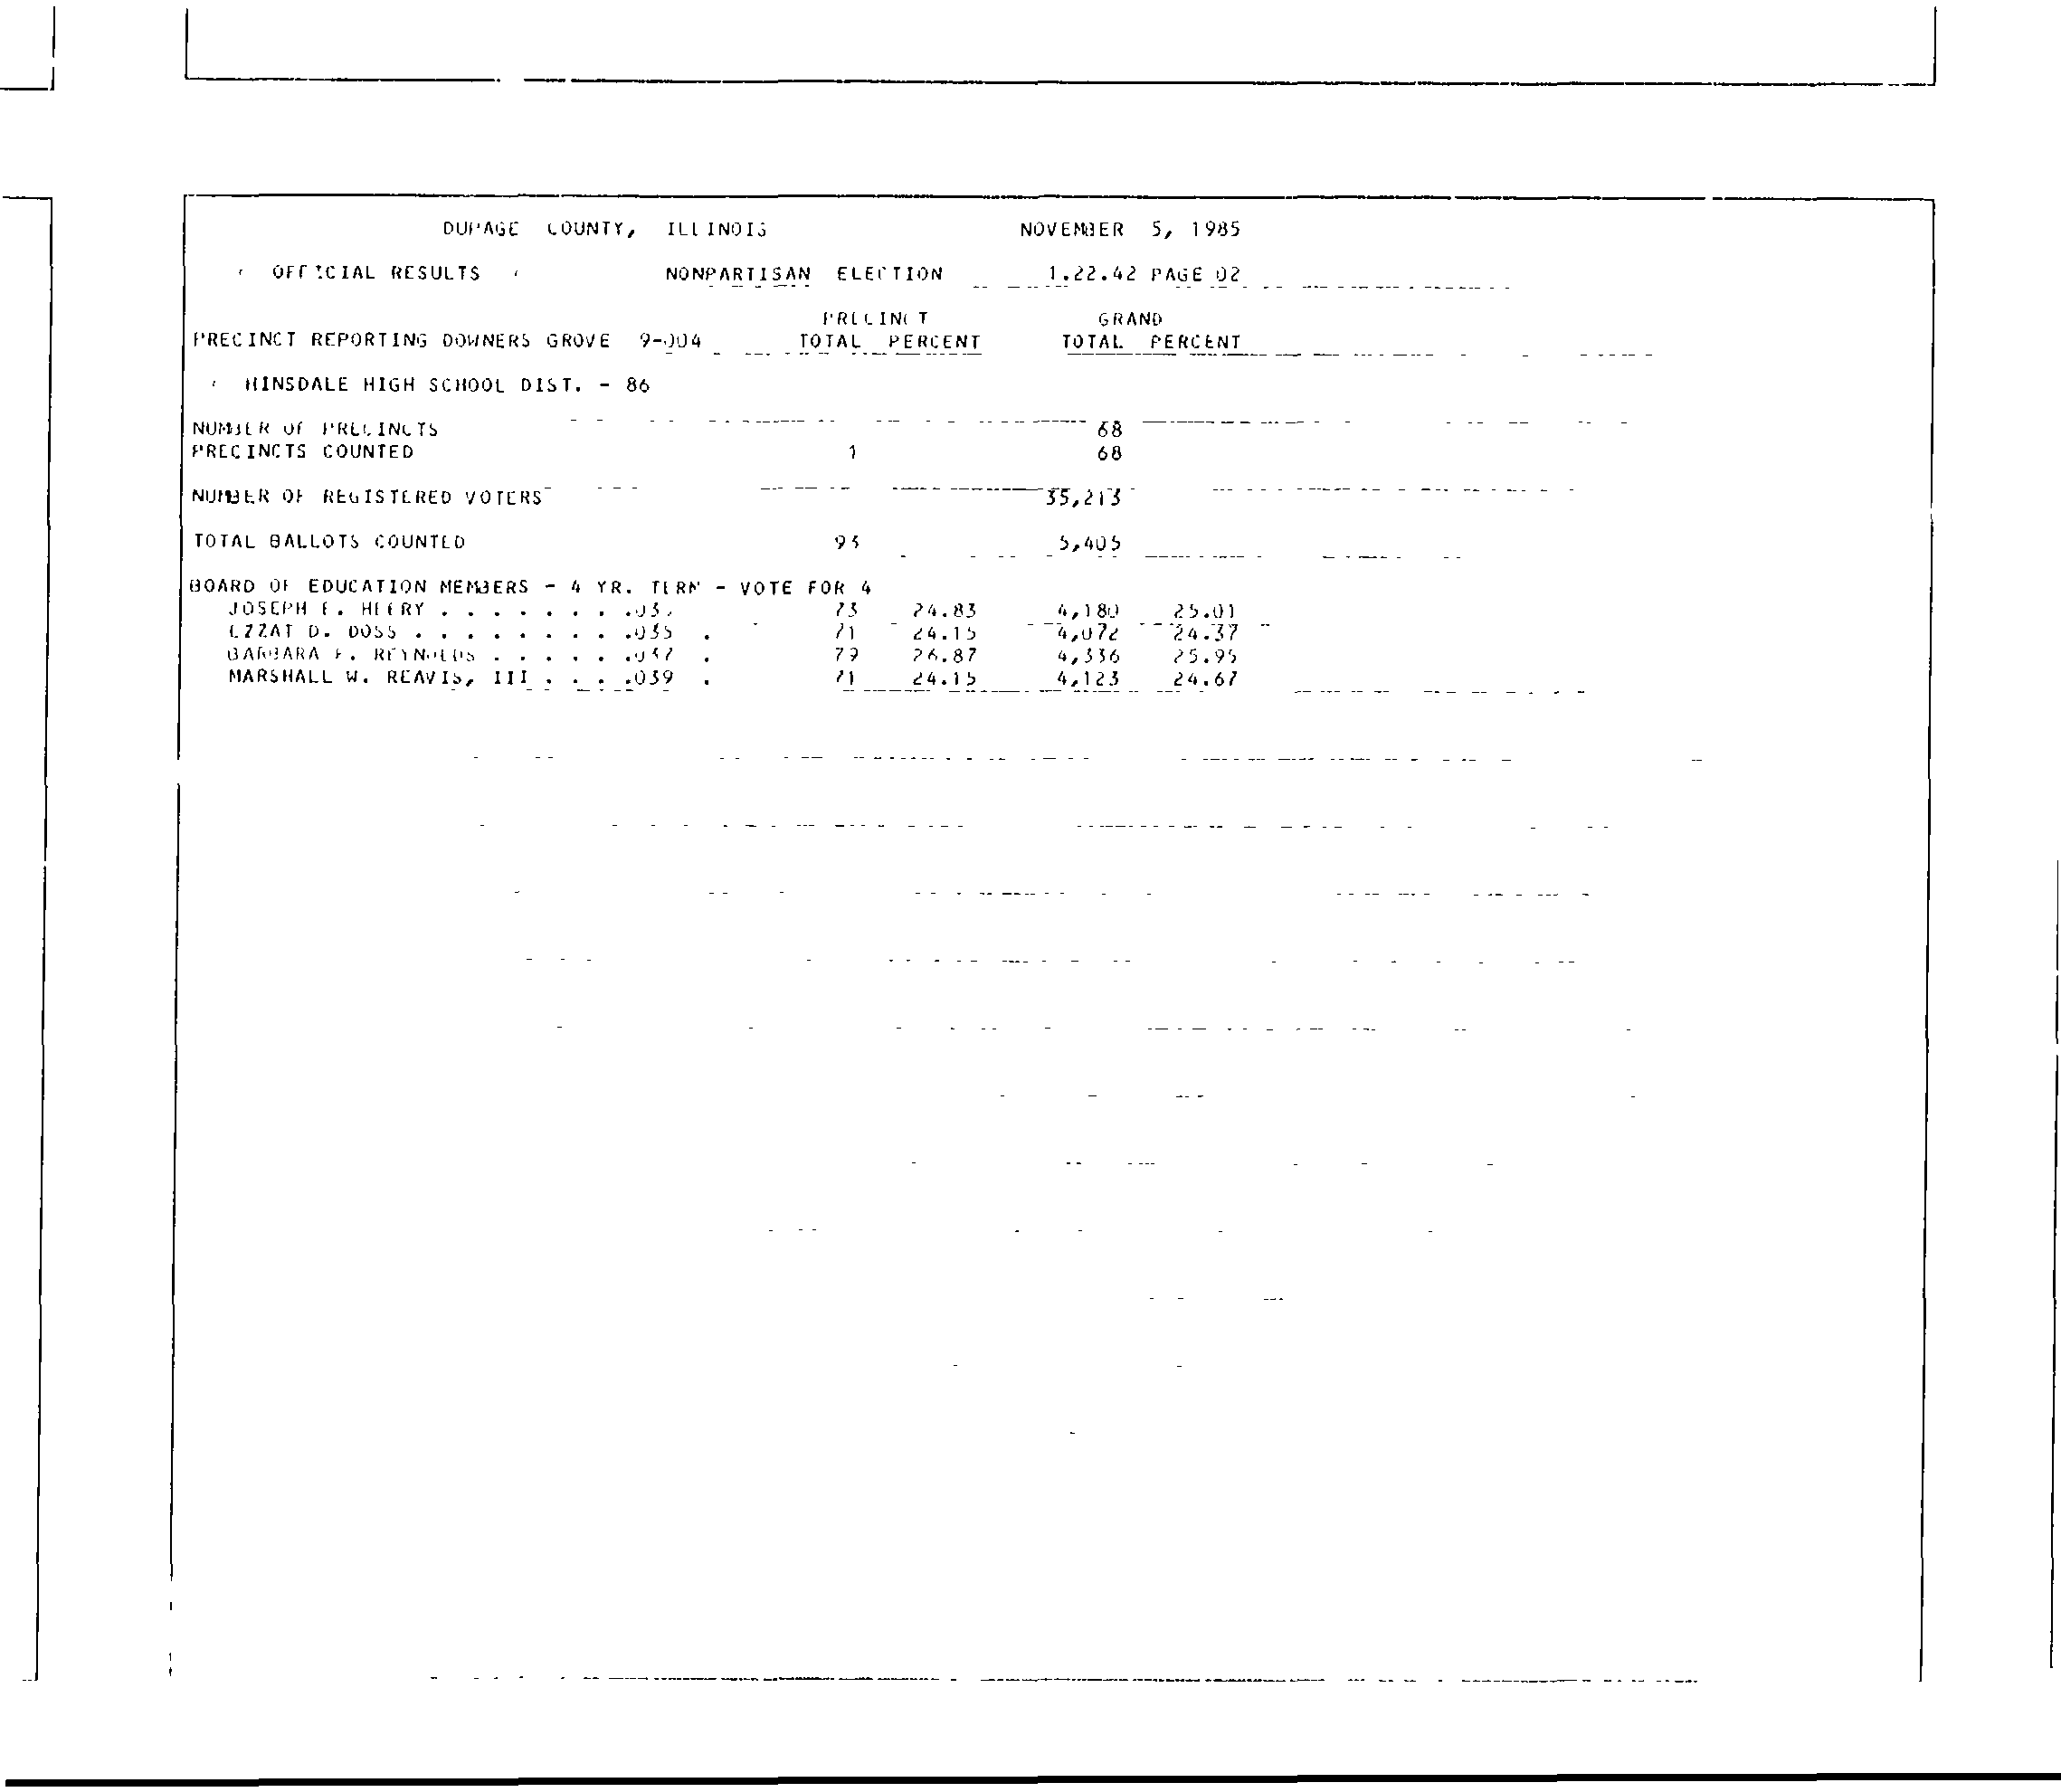 DUPAGE COUNTY, ILLINOIS NOVEMBER 5, 1985
OFFICIAL RESULTS NONPARTISAN ELECTION 1.22.42 PAGE 02
PRECINCT GRAND
PRECINCT REPORTING DOWNERS GROVE 9-004 TOTAL PERCENT TOTAL PERCENT
HINSDALE HIGH SCHOOL DIST. - 86
NUMBER OF PRECINCTS 68
PRECINCTS COUNTED 1 68
NUMBER OF REGISTERED VOTERS 35,213
TOTAL BALLOTS COUNTED 93 5,405
BOARD OF EDUCATION MEMBERS - 4 YR. TERM - VOTE FOR 4
JOSEPH E. HEERY . . . . . . . . 73 24.83 4,180 25.01
EZZAT D. DOSS . . . . . . . . .035 . 71 24.15 4,072 24.37
BARBARA F. REYNOLDS . . . . . .037 . 79 26.87 4,336 25.95
MARSHALL W. REAVIS, III . . . .039 . 71 24.15 4,123 24.67